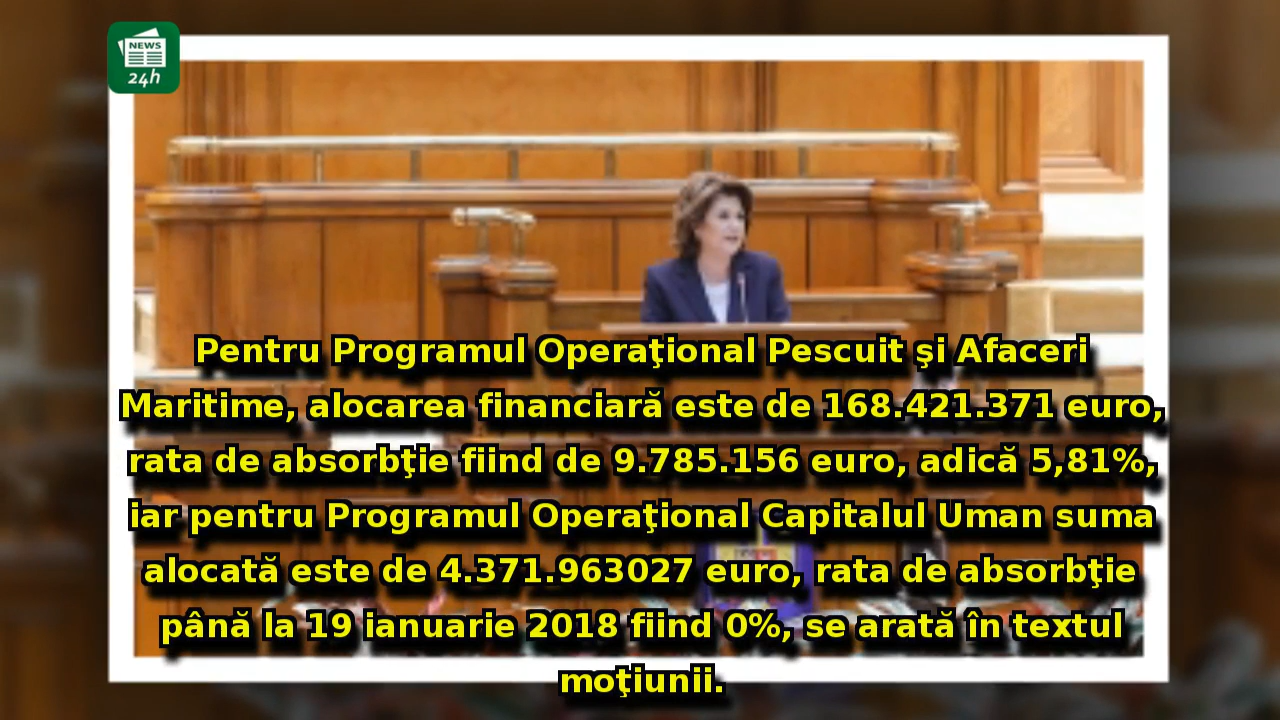 NEWS
24h
Pentru Programul Operaţional Pescuit şi Afaceri
Maritime, alocarea financiară este de 168.421.371 euro,
rata de absorbţie fiind de 9.785.156 euro, adică 5,81%,
iar pentru Programul Operaţional Capitalul Uman suma
alocată este de 4.371.963027 euro, rata de absorbţie
până la 19 ianuarie 2018 fiind 0%, se arată în textul
moţiunii.